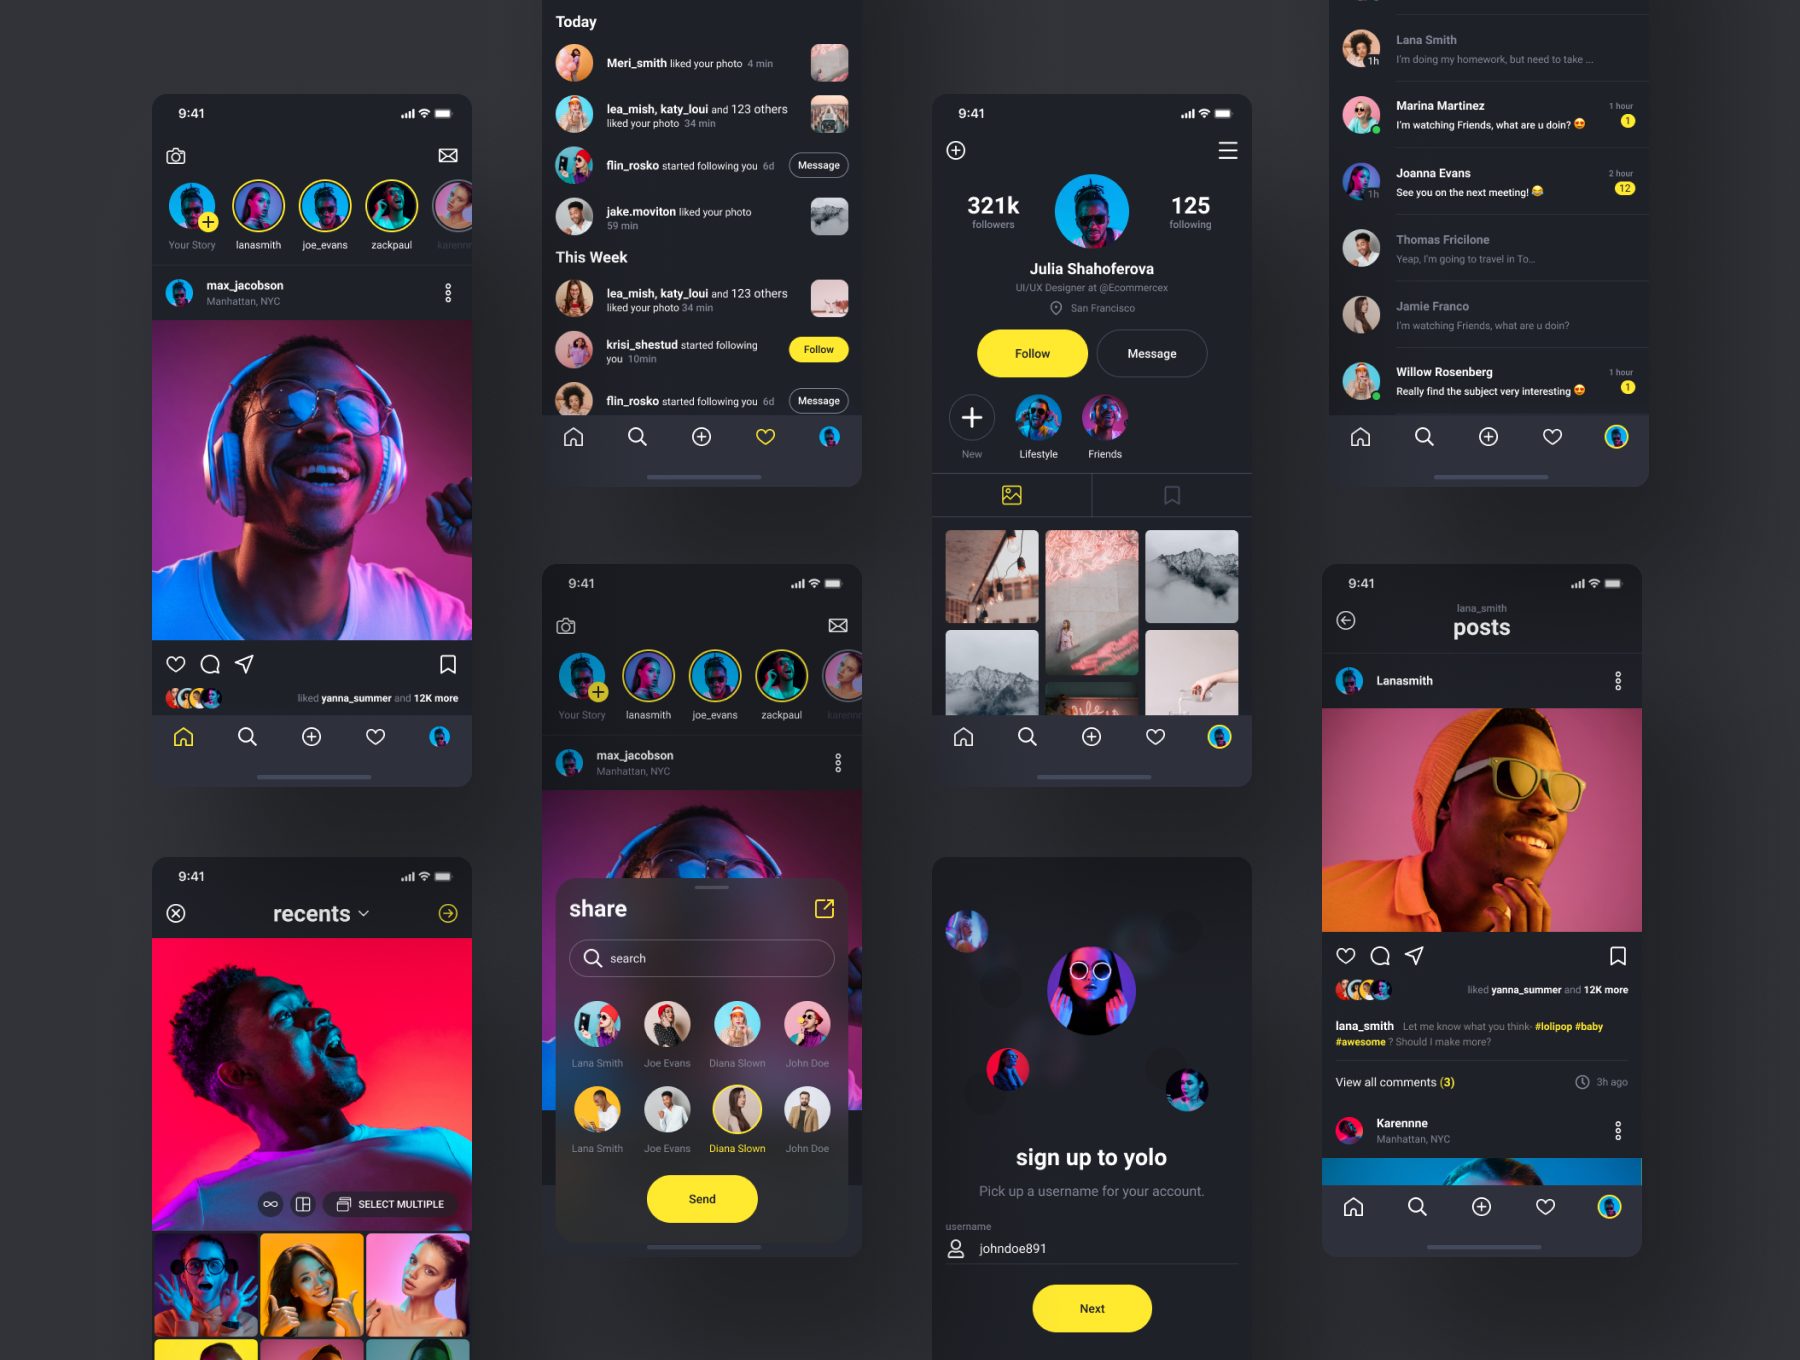 9:41
Your Story
lanasmith
joe_evans
zackpaul
karenn
max_jacobson
Manhattan, NYC
liked yanna_summer and 12K more
9:41
recents
SELECT MULTIPLE
Today
Meri_smith liked your photo 4 min
lea_mish, katy_loui and 123 others
liked your photo 34 min
flin_rosko started following you 6d
Message
jake.moviton liked your photo
59 min
This Week
lea_mish, katy_loui and 123 others
liked your photo 34 min
krisi_shestud started following
you 10min
Follow
flin_rosko started following you 6d
Message
9:41
Your Story
lanasmith
joe_evans
zackpaul
karenn
max_jacobson
Manhattan, NYC
share
search
Lana Smith
Joe Evans
Diana Slown
John Doe
Lana Smith
Joe Evans
Diana Slown
John Doe
Send
9:41
321k
followers
125
following
Julia Shahoferova
UI/UX Designer at @Ecommercex
San Francisco
Follow
Message
New
Lifestyle
Friends
life is
sign up to yolo
Pick up a username for your account.
username
johndoe891
Next
Lana Smith
1h
I'm doing my homework, but need to take ...
Marina Martinez
1 hour
I'm watching Friends, what are u doin? 😍
1
Joanna Evans
2 hour
1h
See you on the next meeting! 😂
12
Thomas Fricilone
Yeap, I'm going to travel in To...
Jamie Franco
I'm watching Friends, what are u doin?
Willow Rosenberg
1 hour
Really find the subject very interesting 😍
1
9:41
lana_smith
posts
Lanasmith
liked yanna_summer and 12K more
lana_smith Let me know what you think- #lolipop #baby
#awesome ? Should I make more?
View all comments (3)
3h ago
Karennne
Manhattan, NYC